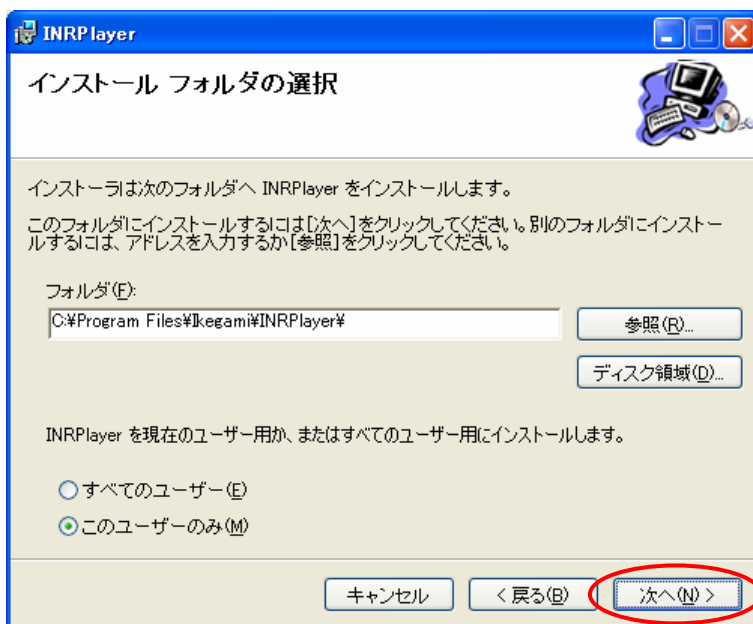 INRPlayer
インストール フォルダの選択
インストーラは次のフォルダへ INRPlayer をインストールします。
このフォルダにインストールするには[次へ]をクリックしてください。別のフォルダにインストー
ルするには、アドレスを入力するか[参照]をクリックしてください。
フォルダ(F):
C:¥Program Files¥Ikegami¥INRPlayer¥
参照(R)...
ディスク領域(D)...
INRPlayer を現在のユーザー用か、またはすべてのユーザー用にインストールします。
すべてのユーザー(E)
このユーザーのみ(M)
キャンセル
< 戻る(B)
次へ(N) >